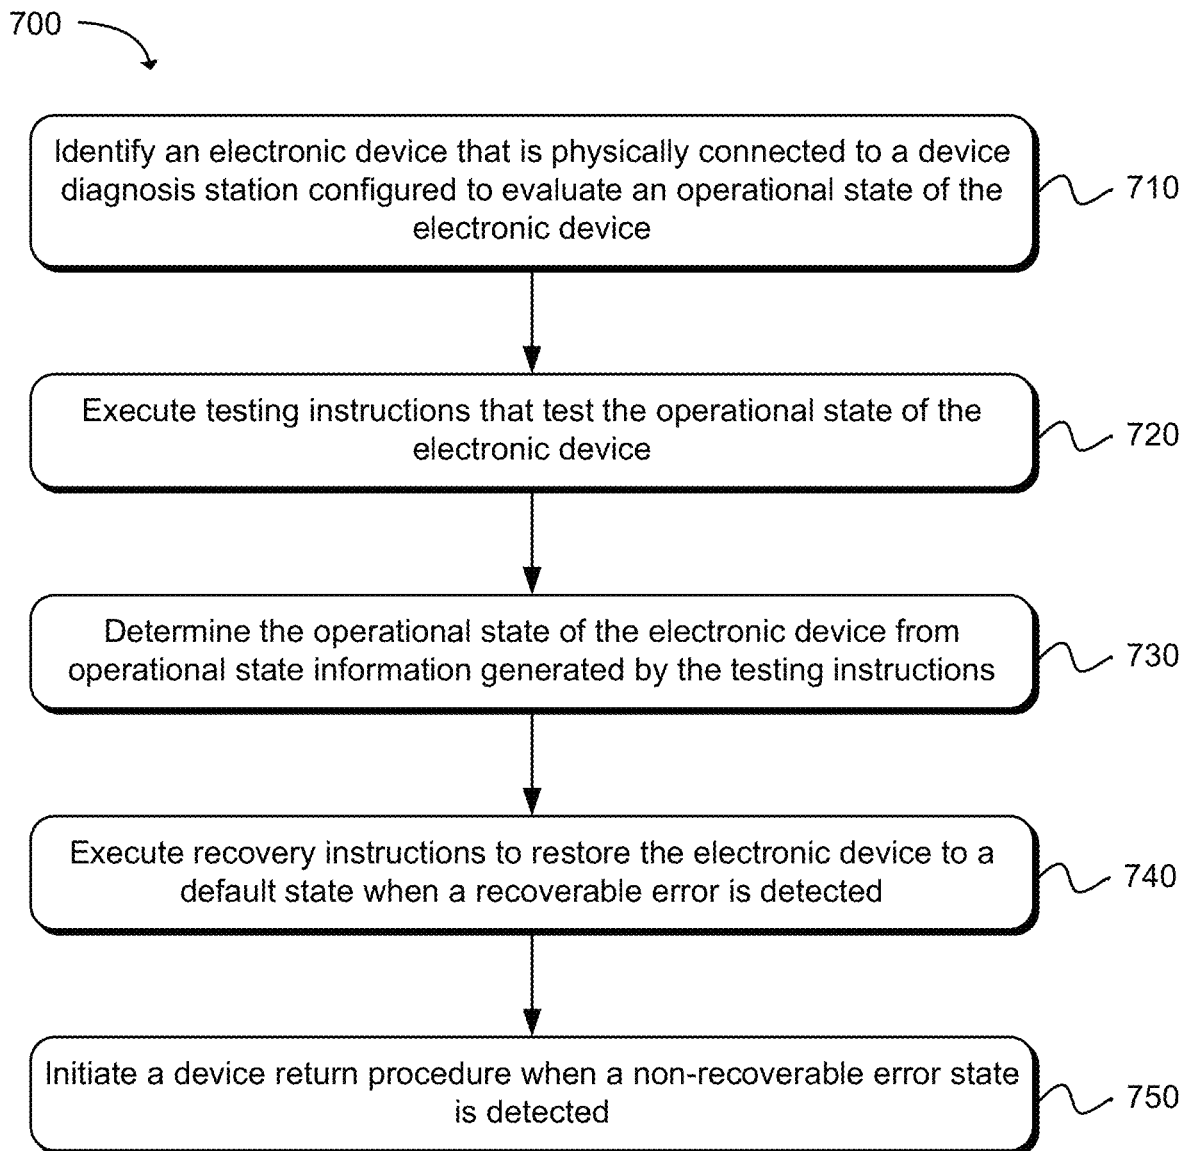 700
Identify an electronic device that is physically connected to a device
diagnosis station configured to evaluate an operational state of the
electronic device
710
Execute testing instructions that test the operational state of the
electronic device
720
Determine the operational state of the electronic device from
operational state information generated by the testing instructions
730
Execute recovery instructions to restore the electronic device to a
default state when a recoverable error is detected
740
Initiate a device return procedure when a non-recoverable error state
is detected
750